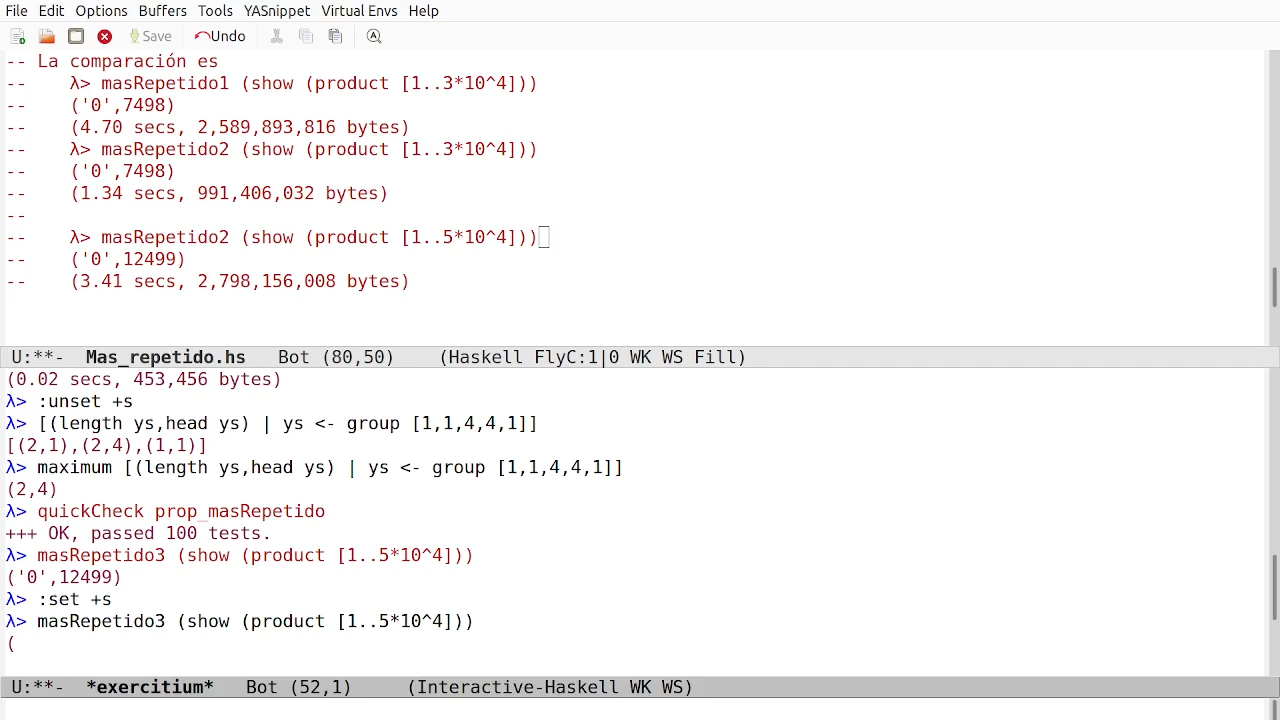 File Edit Options Buffers Tools YASnippet Virtual Envs Help
Save Undo
-- La comparación es
--    λ> masRepetido1 (show (product [1..3*10^4]))
--    ('0',7498)
--    (4.70 secs, 2,589,893,816 bytes)
--    λ> masRepetido2 (show (product [1..3*10^4]))
--    ('0',7498)
--    (1.34 secs, 991,406,032 bytes)
--
--    λ> masRepetido2 (show (product [1..5*10^4]))
--    ('0',12499)
--    (3.41 secs, 2,798,156,008 bytes)
U:**-  Mas_repetido.hs   Bot (80,50)    (Haskell FlyC:1|0 WK WS Fill)
(0.02 secs, 453,456 bytes)
λ> :unset +s
λ> [(length ys,head ys) | ys <- group [1,1,4,4,1]]
[(2,1),(2,4),(1,1)]
λ> maximum [(length ys,head ys) | ys <- group [1,1,4,4,1]]
(2,4)
λ> quickCheck prop_masRepetido
+++ OK, passed 100 tests.
λ> masRepetido3 (show (product [1..5*10^4]))
('0',12499)
λ> :set +s
λ> masRepetido3 (show (product [1..5*10^4]))
(
U:**-  *exercitium*   Bot (52,1)     (Interactive-Haskell WK WS)